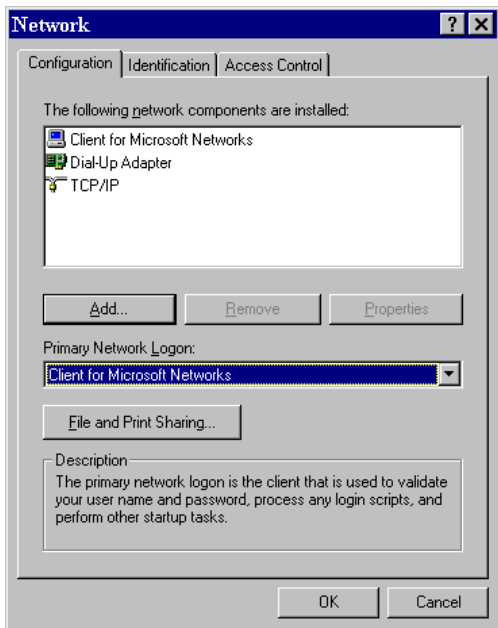 Network
? X
Configuration Identification Access Control
The following network components are installed:
Client for Microsoft Networks
Dial-Up Adapter
TCP/IP
Add... Remove Properties
Primary Network Logon:
Client for Microsoft Networks
File and Print Sharing...
Description
The primary network logon is the client that is used to validate
your user name and password, process any login scripts, and
perform other startup tasks.
OK Cancel